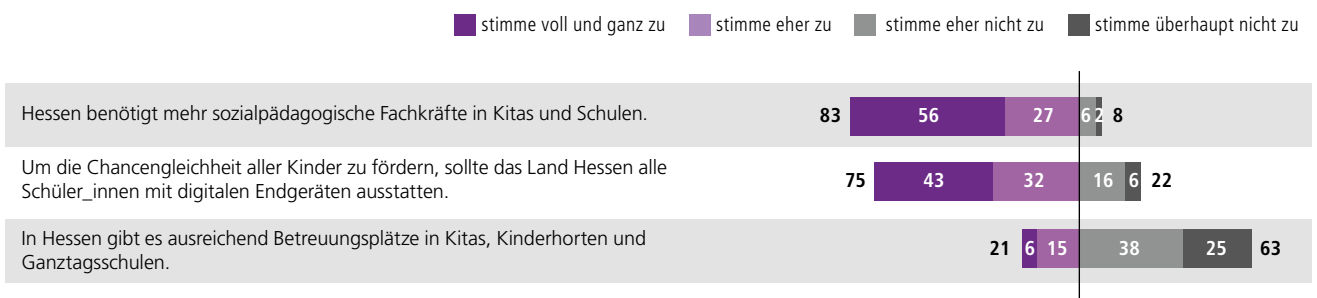 stimme voll und ganz zu stimme eher zu stimme eher nicht zu stimme überhaupt nicht zu
Hessen benötigt mehr sozialpädagogische Fachkräfte in Kitas und Schulen.
83 56 27 6 2 8
Um die Chancengleichheit aller Kinder zu fördern, sollte das Land Hessen alle
Schüler_innen mit digitalen Endgeräten ausstatten.
75 43 32 16 6 22
In Hessen gibt es ausreichend Betreuungsplätze in Kitas, Kinderhorten und
Ganztagsschulen.
21 6 15 38 25 63